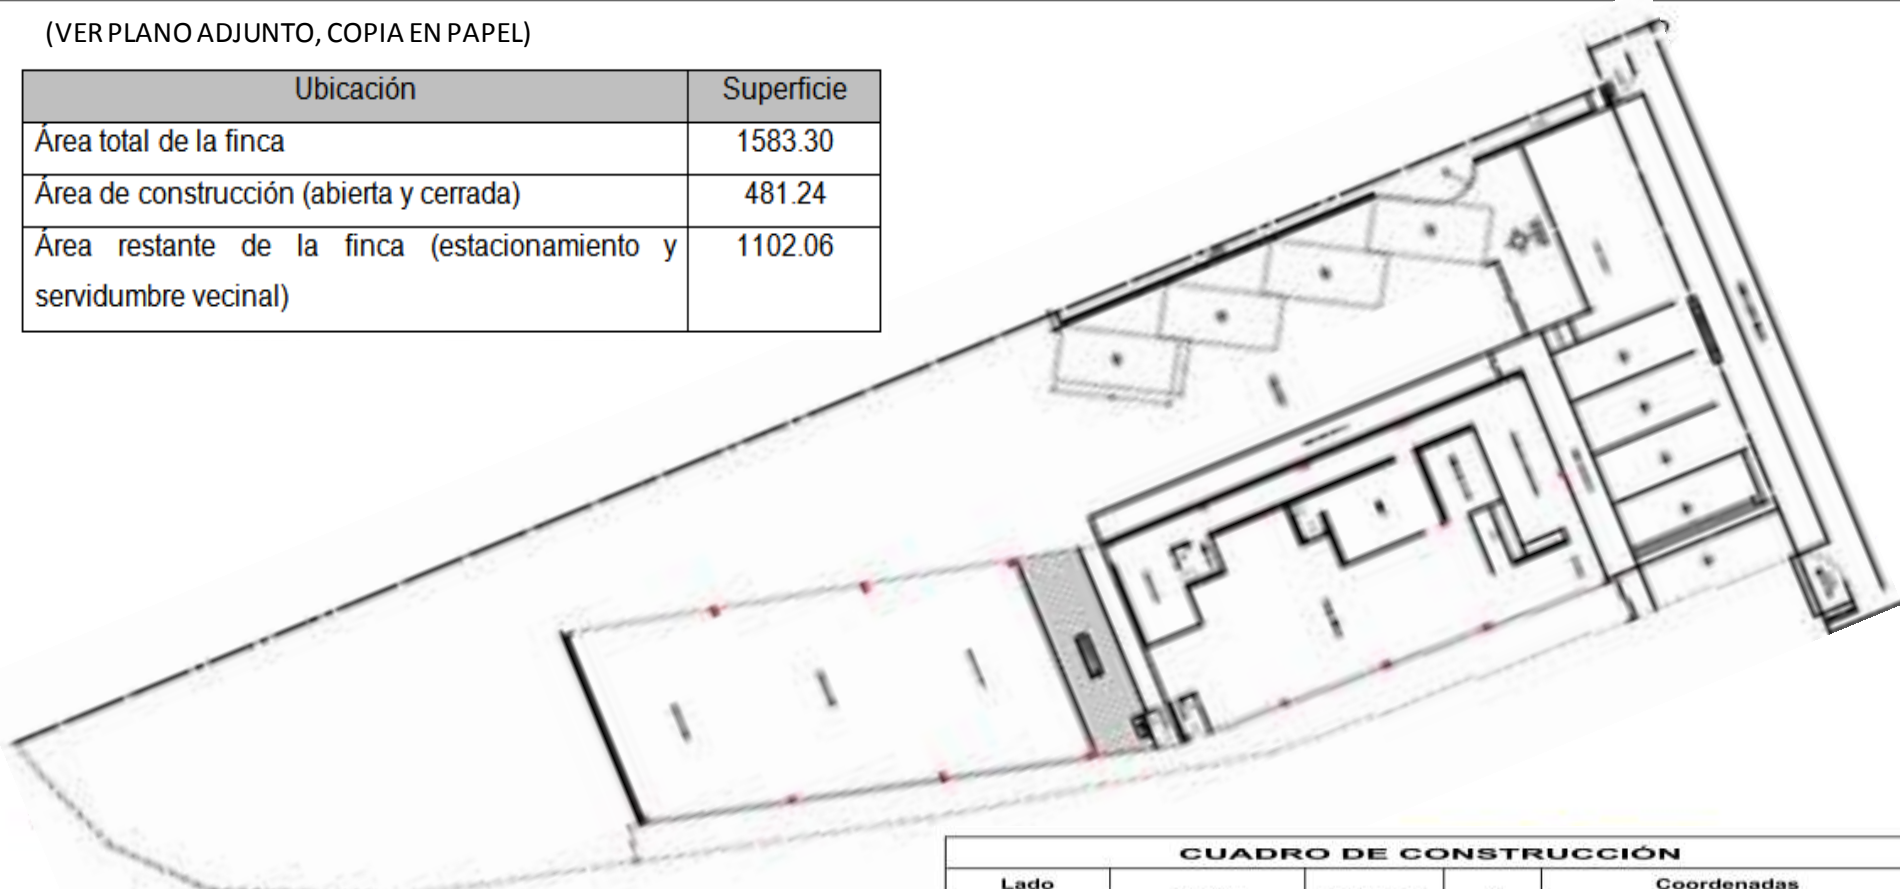 (VER PLANO ADJUNTO, COPIA EN PAPEL)
Ubicación Superficie
Área total de la finca 1583.30
Área de construcción (abierta y cerrada) 481.24
Área restante de la finca (estacionamiento y 1102.06
servidumbre vecinal)
CUADRO DE CONSTRUCCIÓN
Lado Coordenadas